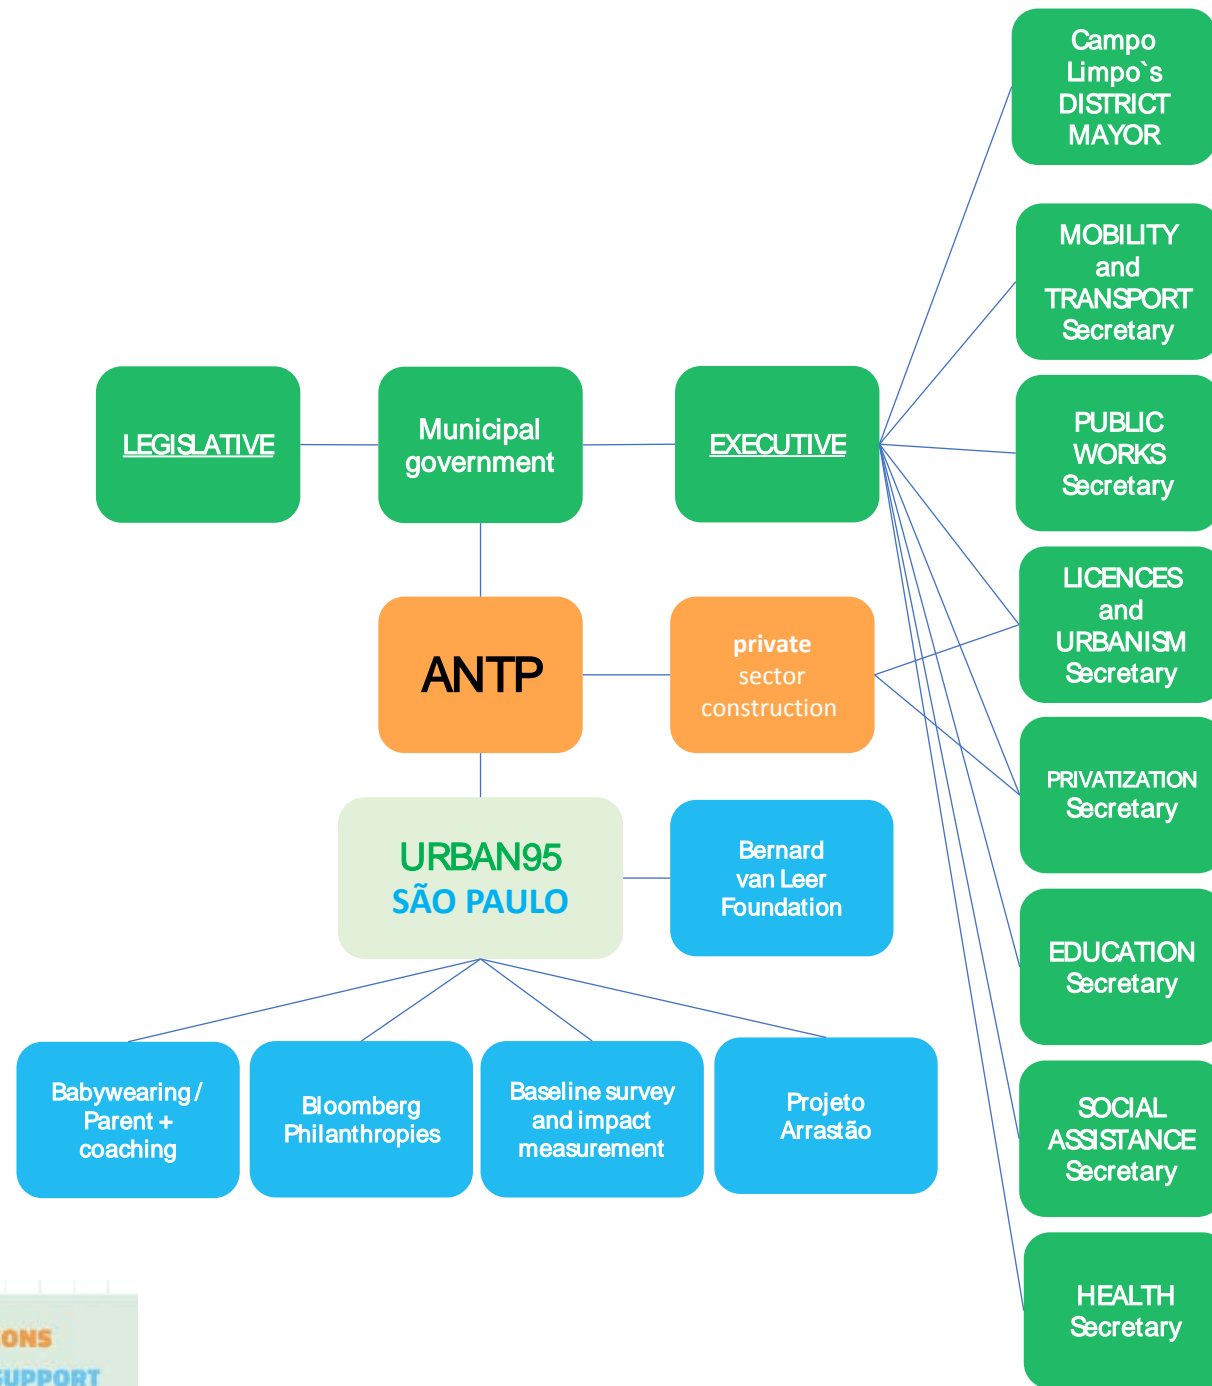 Campo
Limpo`s
DISTRICT
MAYOR
MOBILITY
and
TRANSPORT
Secretary
PUBLIC
WORKS
Secretary
LEGISLATIVE
Municipal
government
EXECUTIVE
LICENCES
and
URBANISM
Secretary
ANTP
private
sector
construction
PRIVATIZATION
Secretary
URBAN95
SÃO PAULO
Bernard
van Leer
Foundation
EDUCATION
Secretary
Babywearing /
Parent +
coaching
Bloomberg
Philanthropies
Baseline survey
and impact
measurement
Projeto
Arrastão
SOCIAL
ASSISTANCE
Secretary
HEALTH
Secretary
SUPPORT